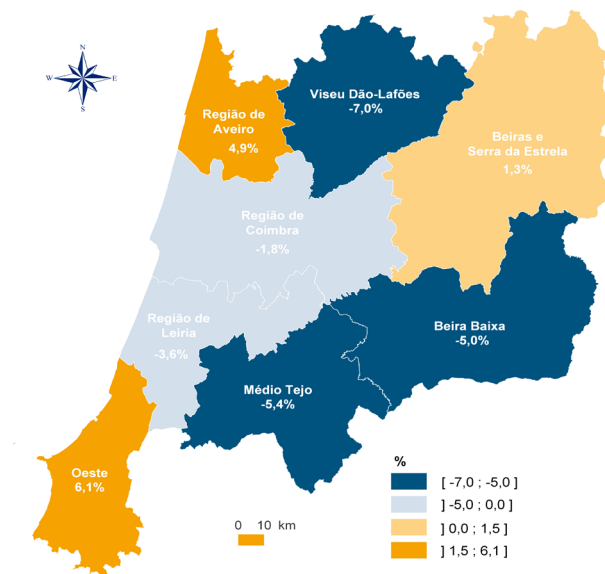 N
W
E
S
Viseu Dão-Lafões
-7,0%
Região de
Aveiro
4,9%
Beiras e
Serra da Estrela
1,3%
Região de
Coimbra
-1,8%
Região de
Leiria
-3,6%
Beira Baixa
-5,0%
Médio Tejo
-5,4%
Oeste
6,1%
0 10 km
%
[ -7,0 ; -5,0 ]
] -5,0 ; 0,0 ]
] 0,0 ; 1,5 ]
] 1,5 ; 6,1 ]